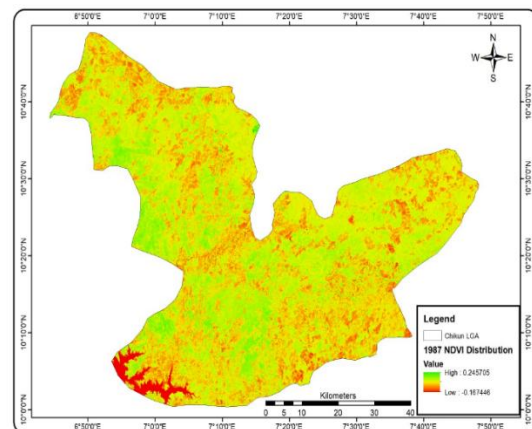 6°50'0"E 7°0'0"E 7°10'0"E 7°20'0"E 7°30'0"E 7°40'0"E 7°50'0"E
N
W E
S
10°40'0"N 10°40'0"N
10°30'0"N 10°30'0"N
10°20'0"N 10°20'0"N
10°10'0"N 10°10'0"N
10°0'0"N 10°0'0"N
Legend
Chikun LGA
1987 NDVI Distribution
Value
High : 0.245705
Low : -0.167446
Kilometers
0 5 10 20 30 40
6°50'0"E 7°0'0"E 7°10'0"E 7°20'0"E 7°30'0"E 7°40'0"E 7°50'0"E